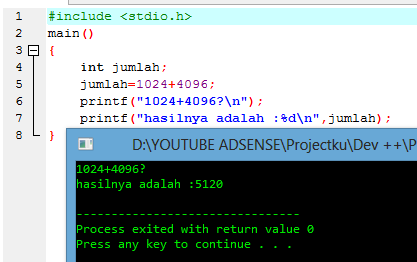 1 #include <stdio.h>
2 main()
3 {
4 int jumlah;
5 jumlah=1024+4096;
6 printf("1024+4096?\n");
7 printf("hasilnya adalah :%d\n",jumlah);
8 }
D:\YOUTUBE ADSENSE\Projectku\Dev ++\P
1024+4096?
hasilnya adalah :5120
--------------------------------
Process exited with return value 0
Press any key to continue . . .